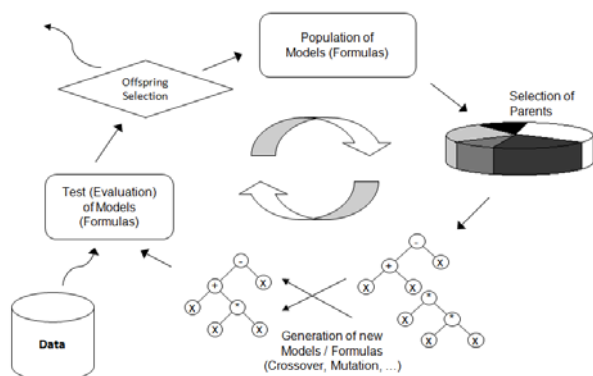 Population of
Models (Formulas)
Offspring
Selection
Selection of
Parents
Test (Evaluation)
of Models
(Formulas)
-
+
X
X
*
X
X
-
+
X
X
X
*
X
*
X
X
Generation of new
Models / Formulas
(Crossover, Mutation, ...)
Data